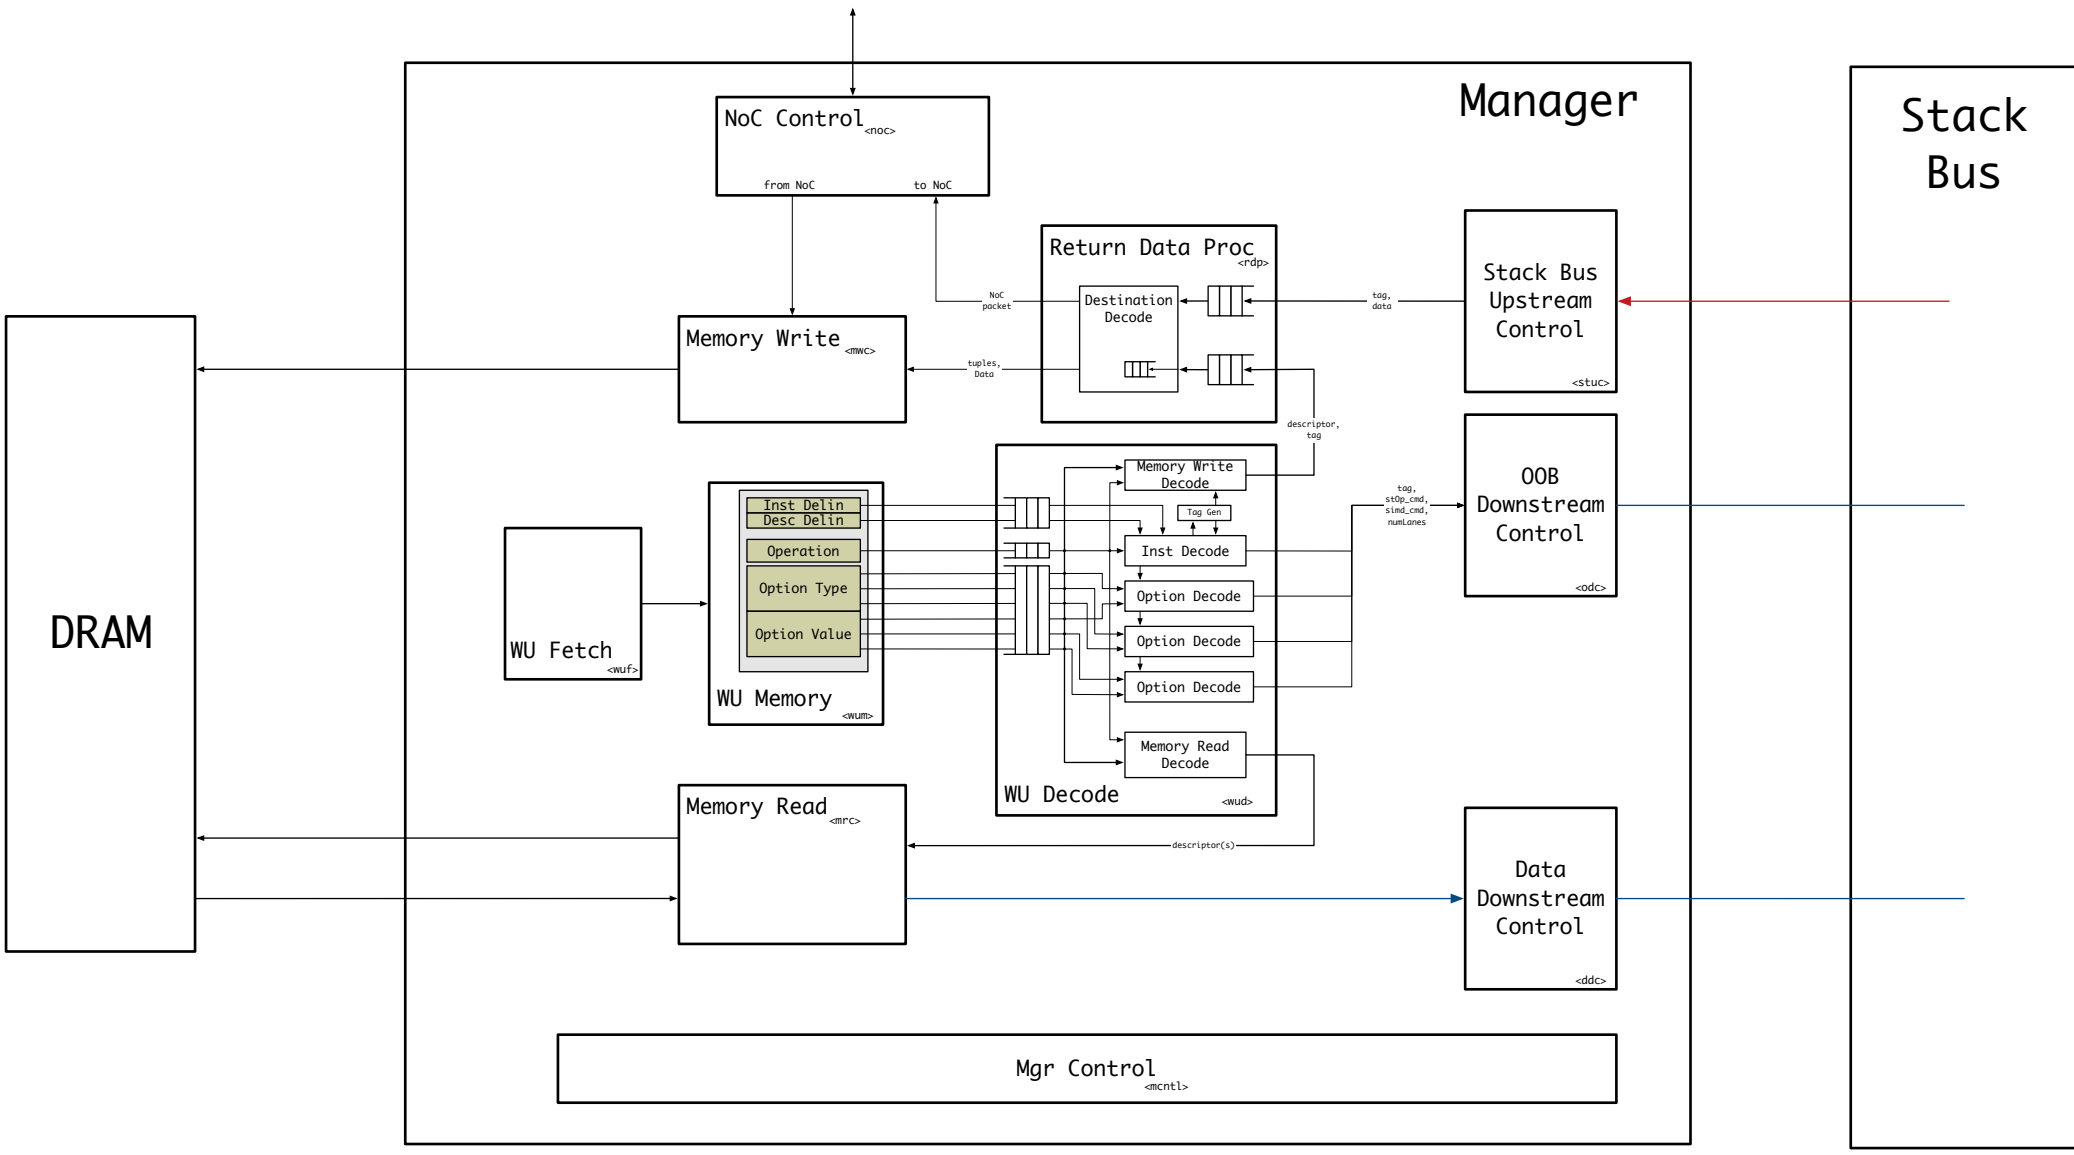 Manager
Stack
Bus
NoC Control
<noc>
from NoC
to NoC
Return Data Proc
<rdp>
Destination
Decode
NoC
packet
tuples,
Data
tag,
data
Stack Bus
Upstream
Control
<stuc>
Memory Write
<mwc>
descriptor,
tag
DRAM
WU Fetch
<wuf>
Inst Delin
Desc Delin
Operation
Option Type
Option Value
WU Memory
<wum>
Memory Write
Decode
Tag Gen
Inst Decode
Option Decode
Option Decode
Option Decode
Memory Read
Decode
WU Decode
<wud>
tag,
stOp_cmd,
simd_cmd,
numLanes
OOB
Downstream
Control
<odc>
Memory Read
<mrc>
descriptor(s)
Data
Downstream
Control
<ddc>
Mgr Control
<mcntl>